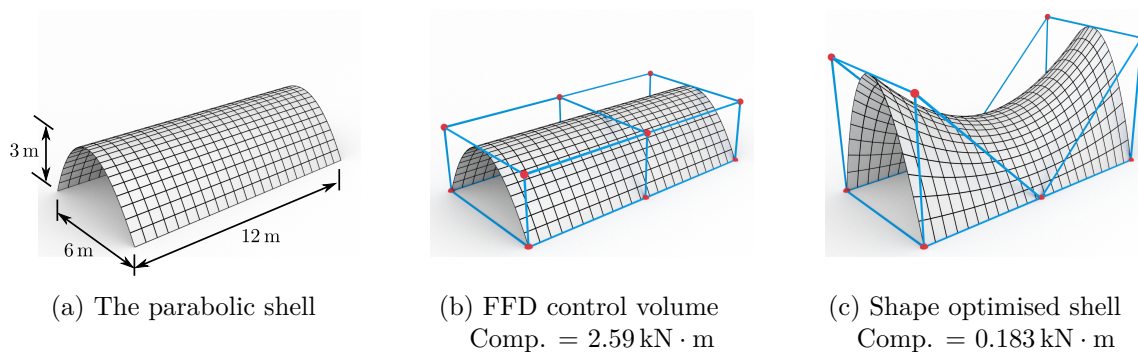 3 m
6 m
12 m
(a) The parabolic shell
(b) FFD control volume
Comp. = 2.59 kN · m
(c) Shape optimised shell
Comp. = 0.183 kN · m